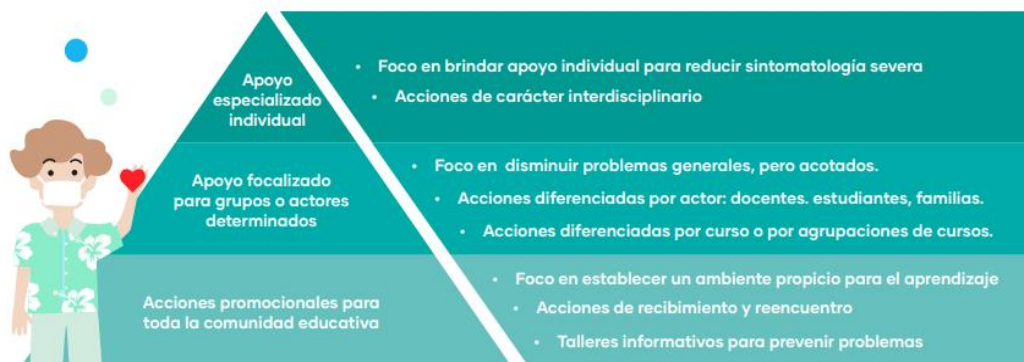 Apoyo
especializado
individual
• Foco en brindar apoyo individual para reducir sintomatología severa
• Acciones de carácter interdisciplinario
Apoyo focalizado
para grupos o actores
determinados
• Foco en disminuir problemas generales, pero acotados.
• Acciones diferenciadas por actor: docentes. estudiantes, familias.
• Acciones diferenciadas por curso o por agrupaciones de cursos.
Acciones promocionales para
toda la comunidad educativa
• Foco en establecer un ambiente propicio para el aprendizaje
• Acciones de recibimiento y reencuentro
• Talleres informativos para prevenir problemas